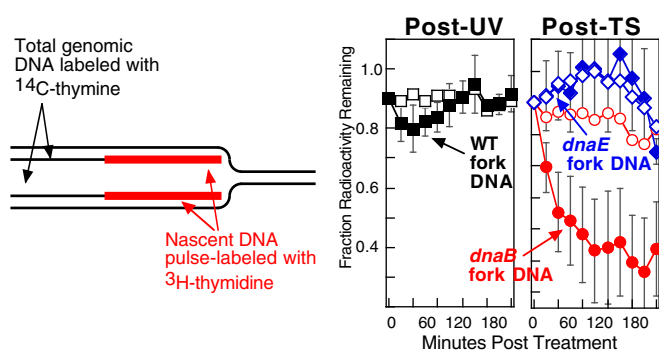 Total genomic
DNA labeled with
14C-thymine
Nascent DNA
pulse-labeled with
3H-thymidine
Post-UV
Post-TS
Fraction Radioactivity Remaining
1.0
0.8
0.6
0.4
WT
fork
DNA
dnaE
fork DNA
dnaB
fork DNA
0 60 120 180
0 60 120 180
Minutes Post Treatment